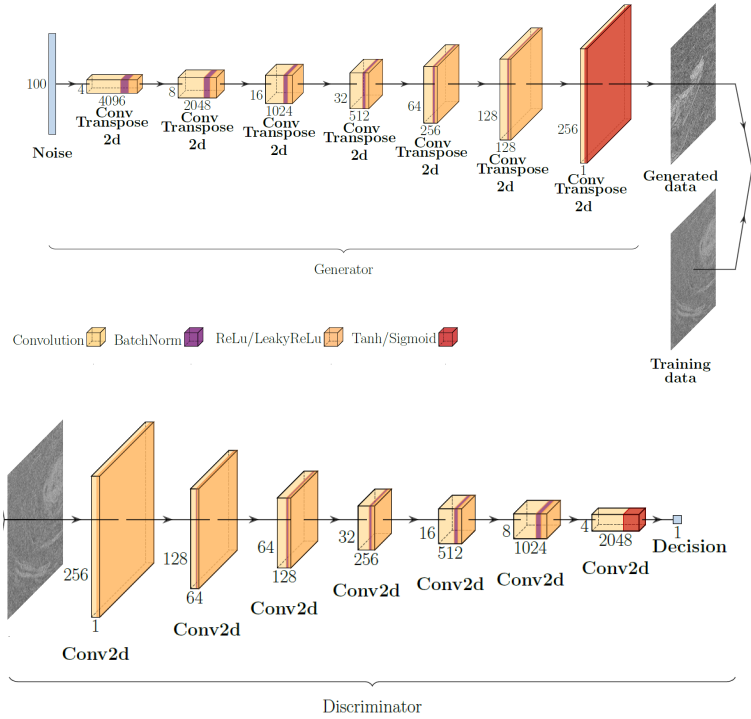 100
4
4096
Conv
Transpose
2d
8
2048
Conv
Transpose
2d
16
1024
Conv
Transpose
2d
32
512
Conv
Transpose
2d
64
256
Conv
Transpose
2d
128
128
Conv
Transpose
2d
256
1
Conv
Transpose
2d
Noise
Generated
data
Generator
Convolution
BatchNorm
ReLu/LeakyReLu
Tanh/Sigmoid
Training
data
256
1
Conv2d
128
64
Conv2d
64
128
Conv2d
32
256
Conv2d
16
512
Conv2d
8
1024
Conv2d
4
2048
Conv2d
1
Decision
Discriminator